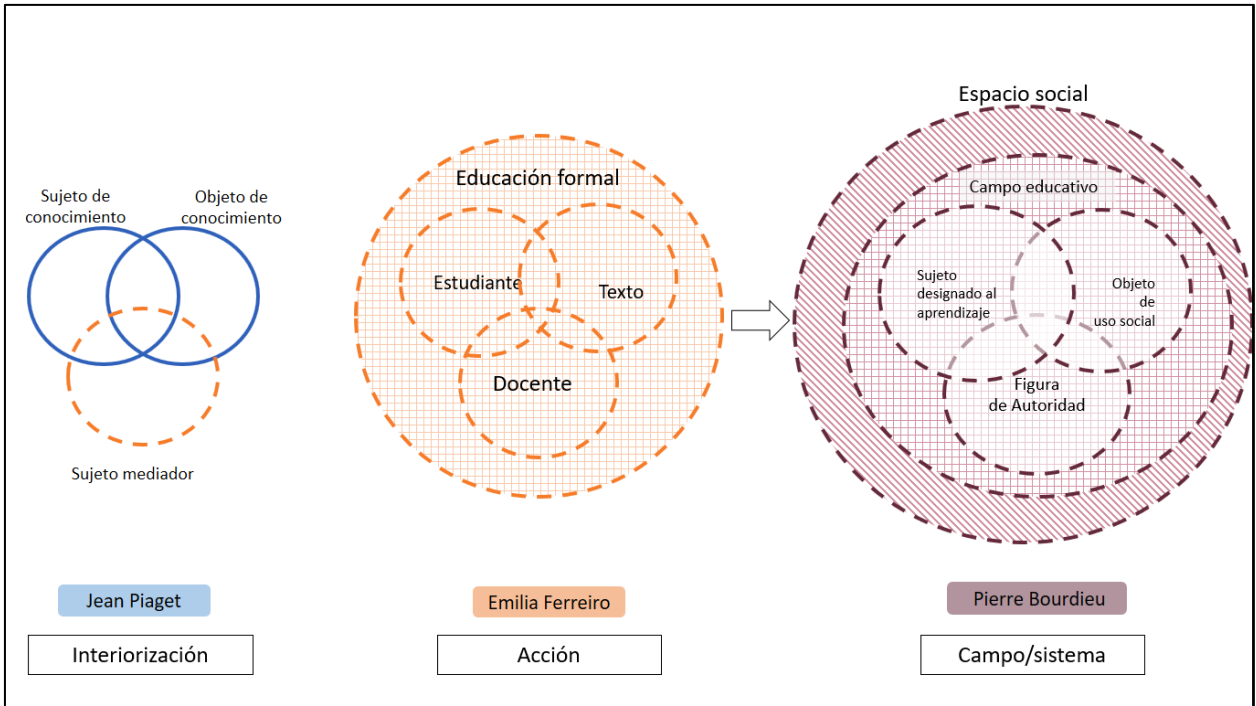 Sujeto de
conocimiento
Objeto de
conocimiento
Sujeto mediador
Educación formal
Estudiante
Texto
Docente
Espacio social
Campo educativo
Sujeto
designado al
aprendizaje
Objeto
de
uso social
Figura
de Autoridad
Jean Piaget
Emilia Ferreiro
Pierre Bourdieu
Interiorización
Acción
Campo/sistema